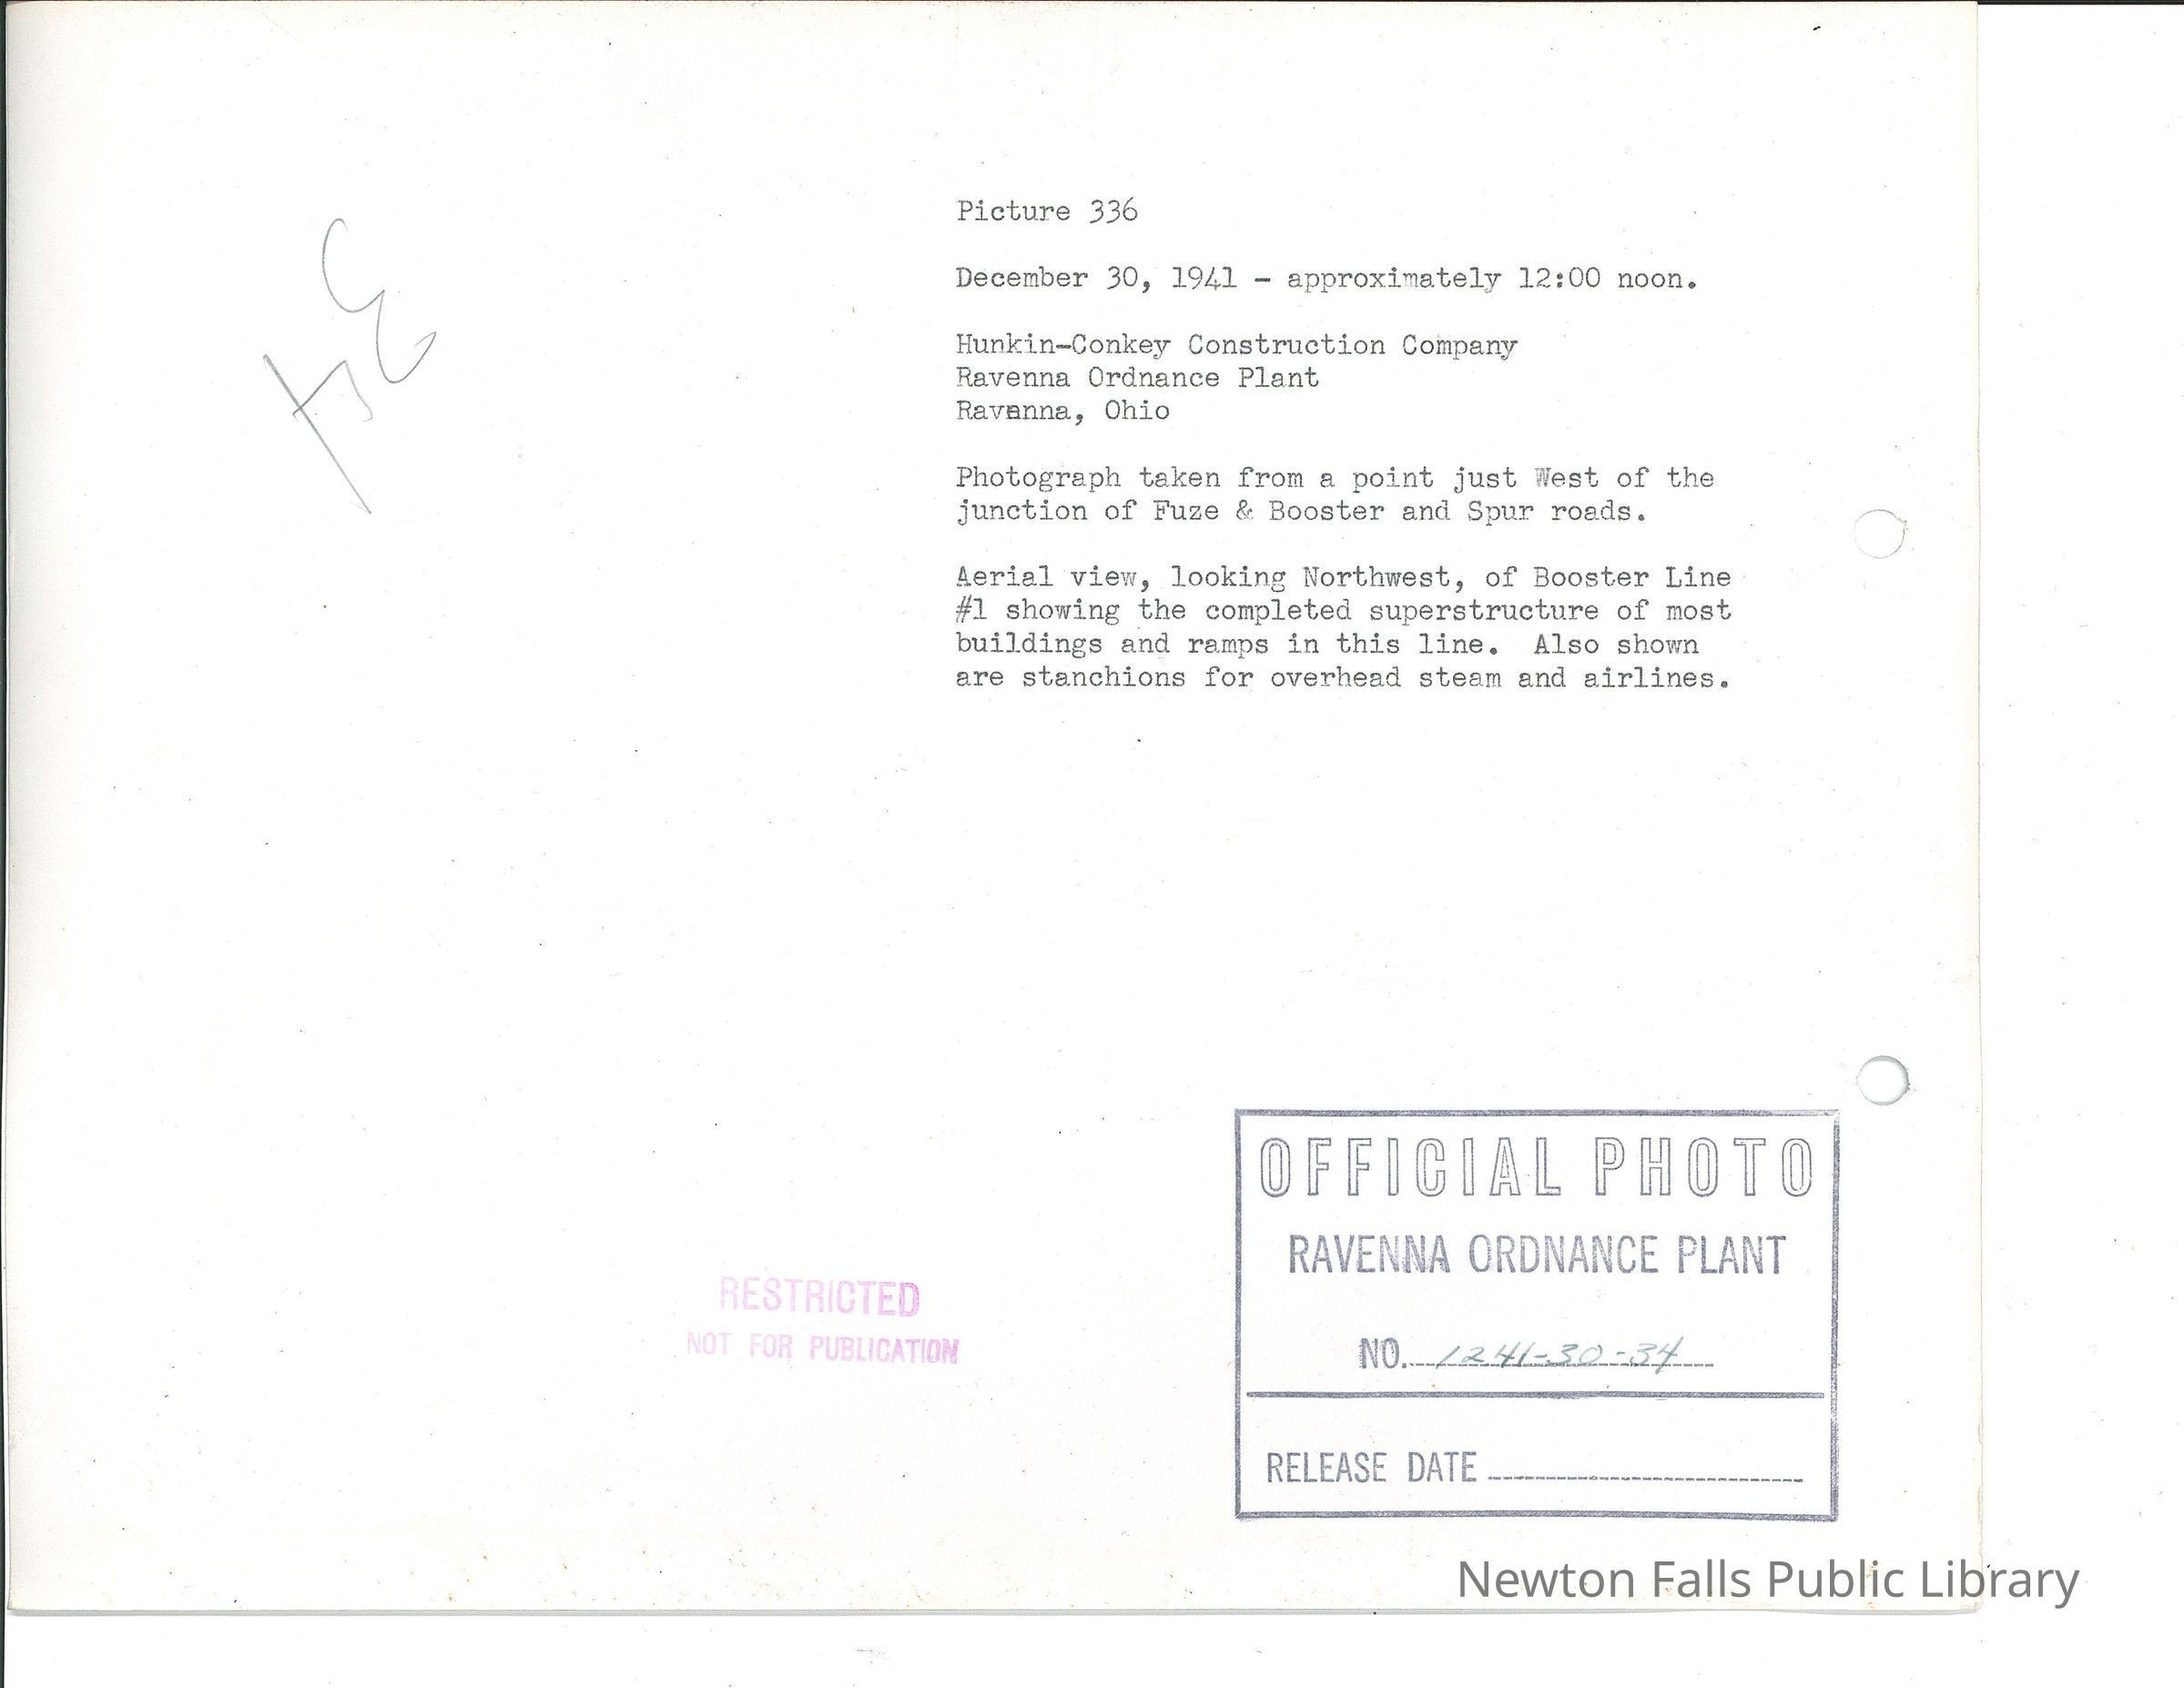 Picture 336
December 30, 1941 - approximately 12:00 noon.
Hunkin-Conkey Construction Company
Ravenna Ordnance Plant
Ravenna, Ohio
Photograph taken from a point just West of the
junction of Fuze & Booster and Spur roads.
Aerial view, looking Northwest, of Booster Line
#1 showing the completed superstructure of most
buildings and ramps in this line. Also shown
are stanchions for overhead steam and airlines.
OFFICIAL PHOTO
RAVENNA ORDNANCE PLANT
NO. 1241-30-34
RELEASE DATE
RESTRICTED
NOT FOR PUBLICATION
Newton Falls Public Library